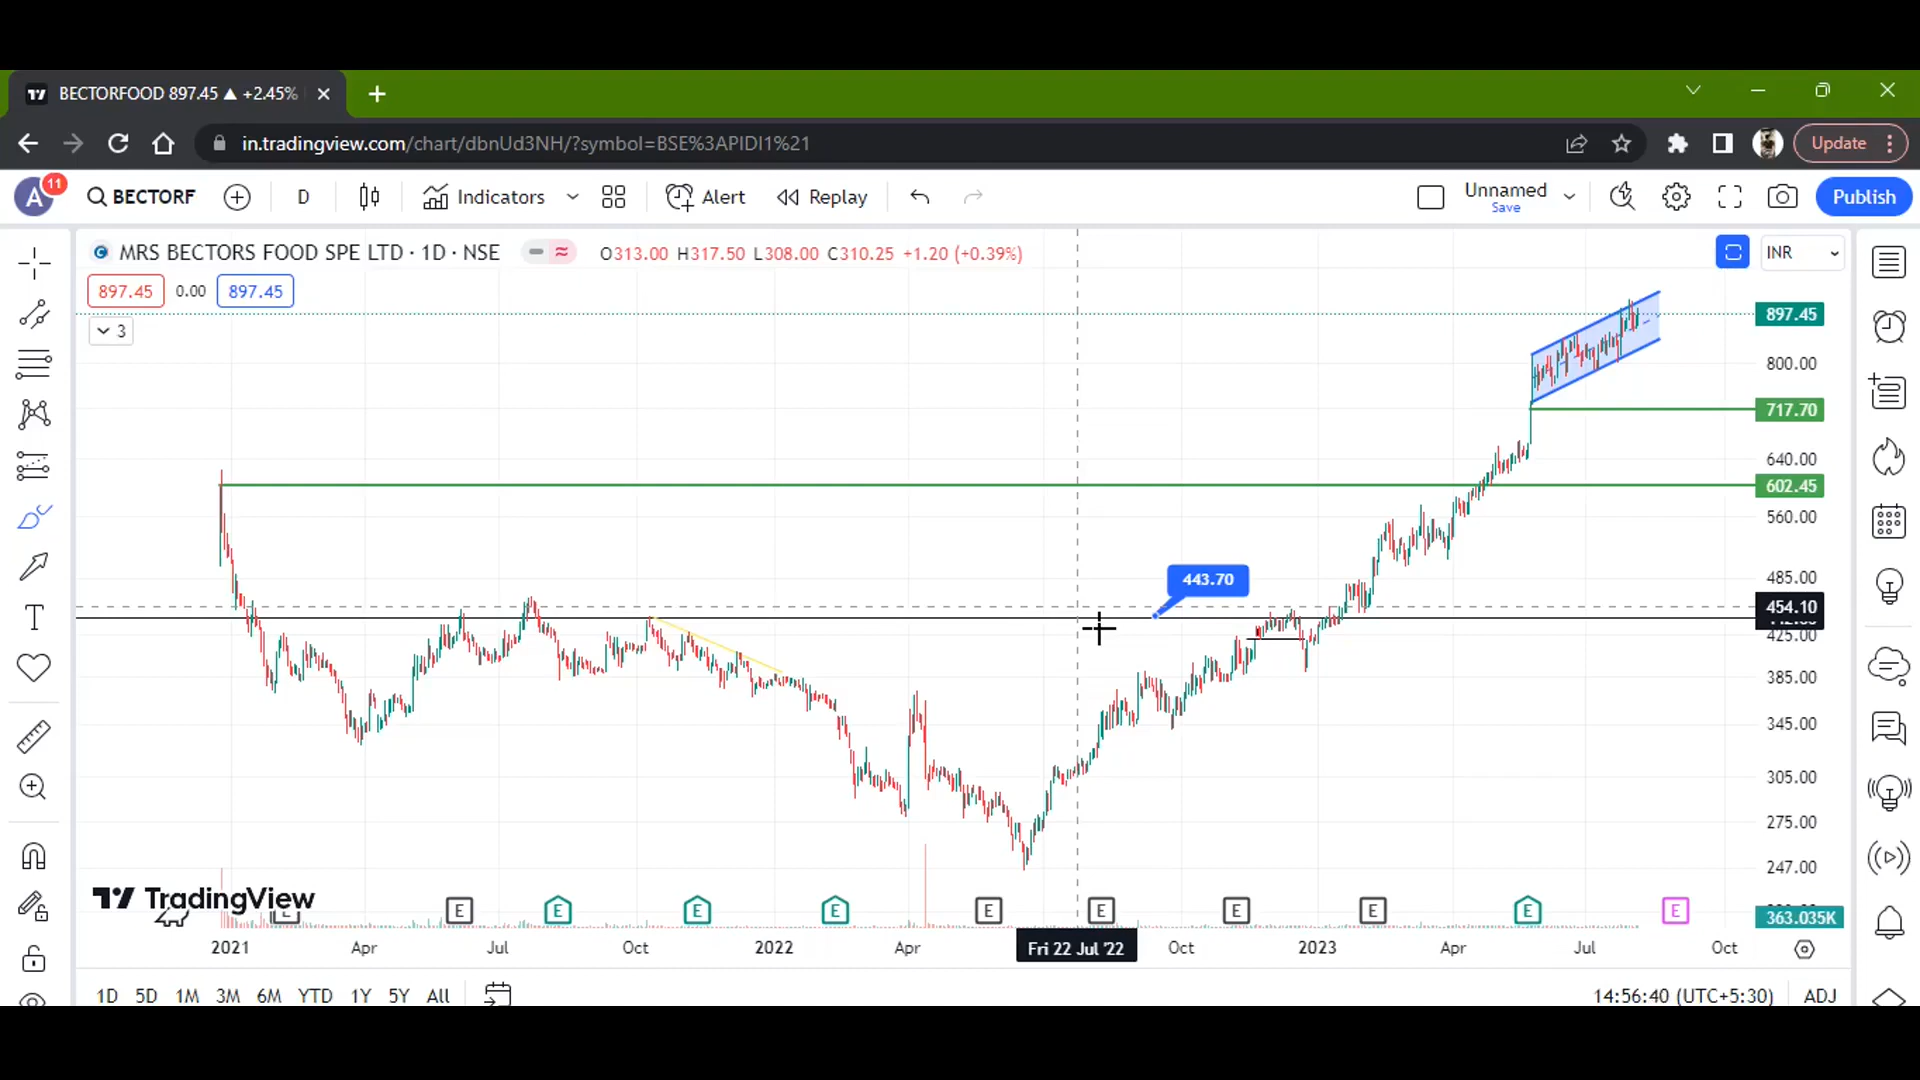 BECTORFOOD 897.45 ▲ +2.45%
in.tradingview.com/chart/dbnUd3NH/?symbol=BSE%3APIDI1%21
Update
A 11
BECTORF
D
Indicators
Alert
Replay
Unnamed
Save
Publish
MRS BECTORS FOOD SPE LTD · 1D · NSE
O313.00 H317.50 L308.00 C310.25 +1.20 (+0.39%)
INR
897.45 0.00 897.45
3
897.45
800.00
717.70
640.00
602.45
560.00
443.70
485.00
454.10
425.00
385.00
345.00
305.00
275.00
247.00
TradingView
E E E E E E E E E E E
363.035K
2021 Apr Jul Oct 2022 Apr Fri 22 Jul '22 Oct 2023 Apr Jul Oct
1D 5D 1M 3M 6M YTD 1Y 5Y All
14:56:40 (UTC+5:30) ADJ